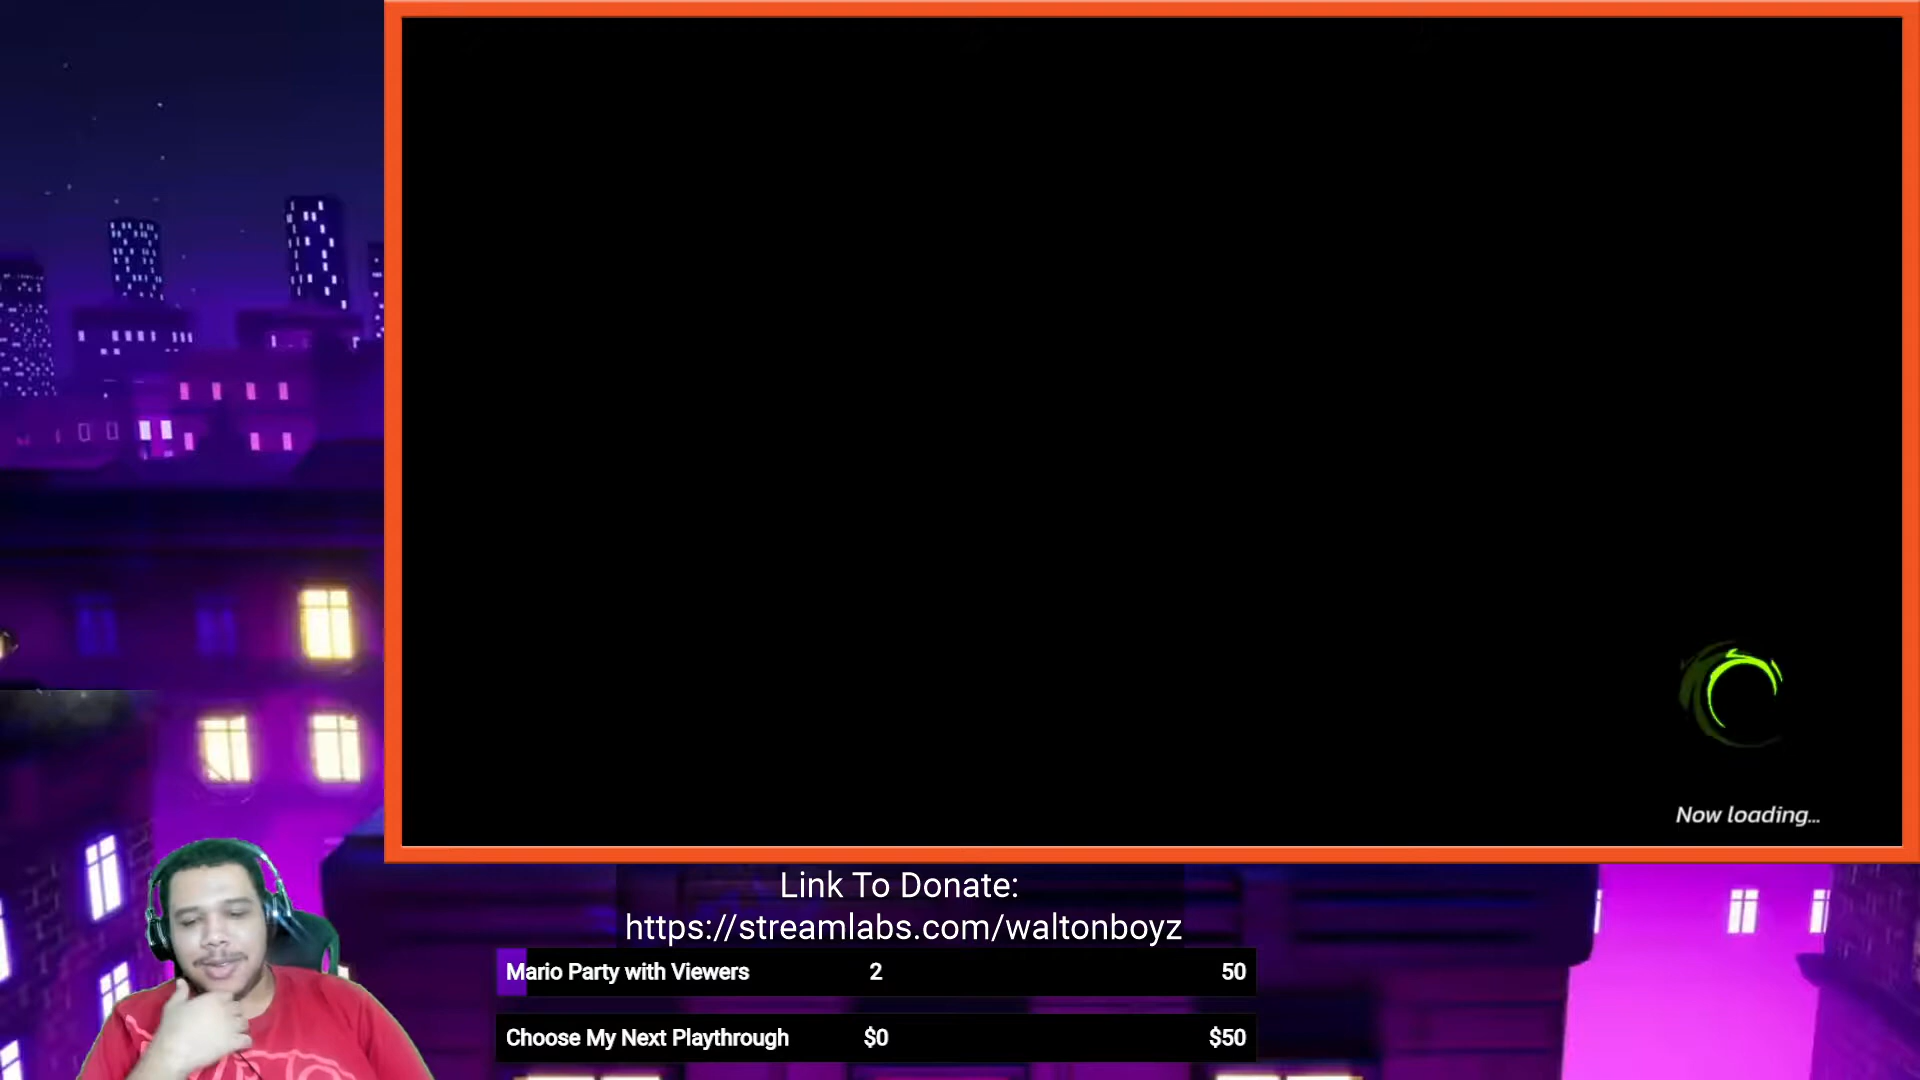 Now loading...
Link To Donate:
https://streamlabs.com/waltonboyz
Mario Party with Viewers 2 50
Choose My Next Playthrough $0 $50